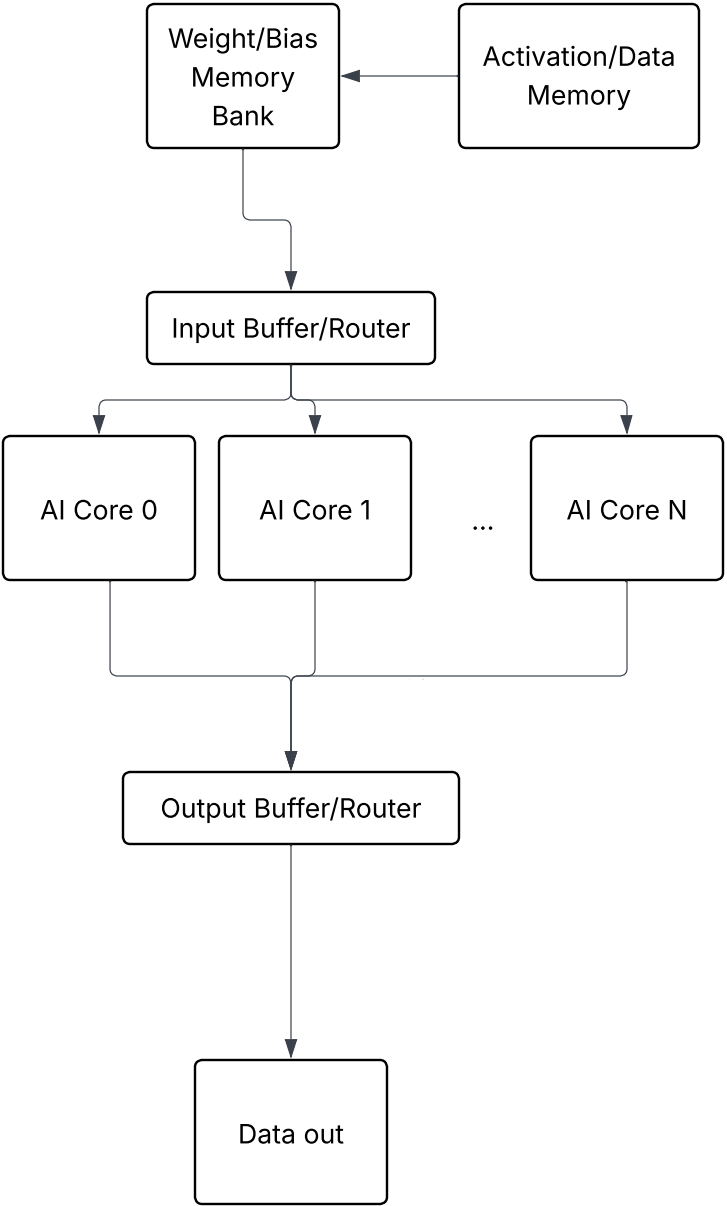 Weight/Bias
Memory
Bank
Activation/Data
Memory
Input Buffer/Router
AI Core 0
AI Core 1
...
AI Core N
Output Buffer/Router
Data out